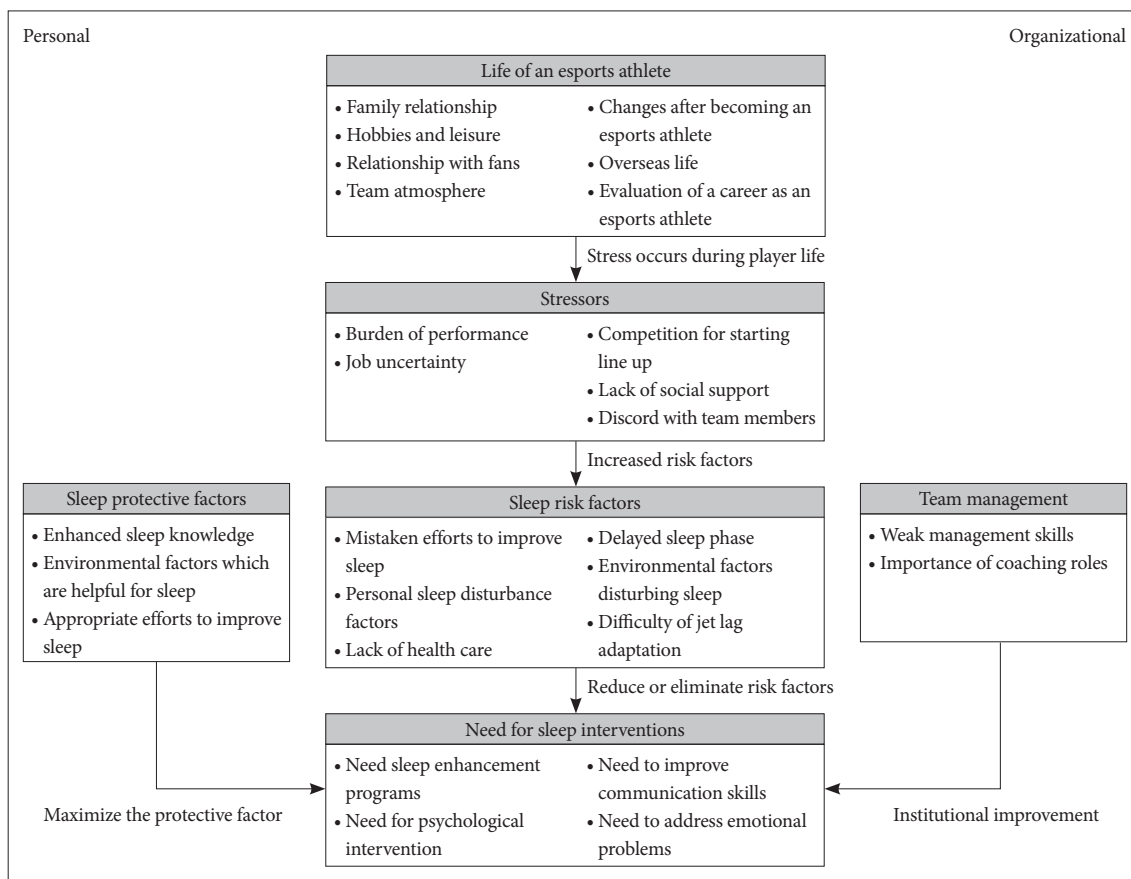 Personal
Organizational
Life of an esports athlete
• Family relationship
• Hobbies and leisure
• Relationship with fans
• Team atmosphere
• Changes after becoming an
esports athlete
• Overseas life
• Evaluation of a career as an
esports athlete
Stress occurs during player life
Stressors
• Burden of performance
• Job uncertainty
• Competition for starting
line up
• Lack of social support
• Discord with team members
Increased risk factors
Sleep protective factors
• Enhanced sleep knowledge
• Environmental factors which
are helpful for sleep
• Appropriate efforts to improve
sleep
Sleep risk factors
• Mistaken efforts to improve
sleep
• Personal sleep disturbance
factors
• Lack of health care
• Delayed sleep phase
• Environmental factors
disturbing sleep
• Difficulty of jet lag
adaptation
Team management
• Weak management skills
• Importance of coaching roles
Reduce or eliminate risk factors
Need for sleep interventions
• Need sleep enhancement
programs
• Need for psychological
intervention
• Need to improve
communication skills
• Need to address emotional
problems
Maximize the protective factor
Institutional improvement